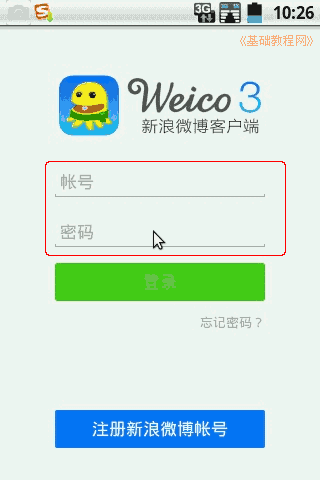 3G
10:26
《基础教程网》
Weico 3
新浪微博客户端
帐号
密码
登录
忘记密码？
注册新浪微博帐号